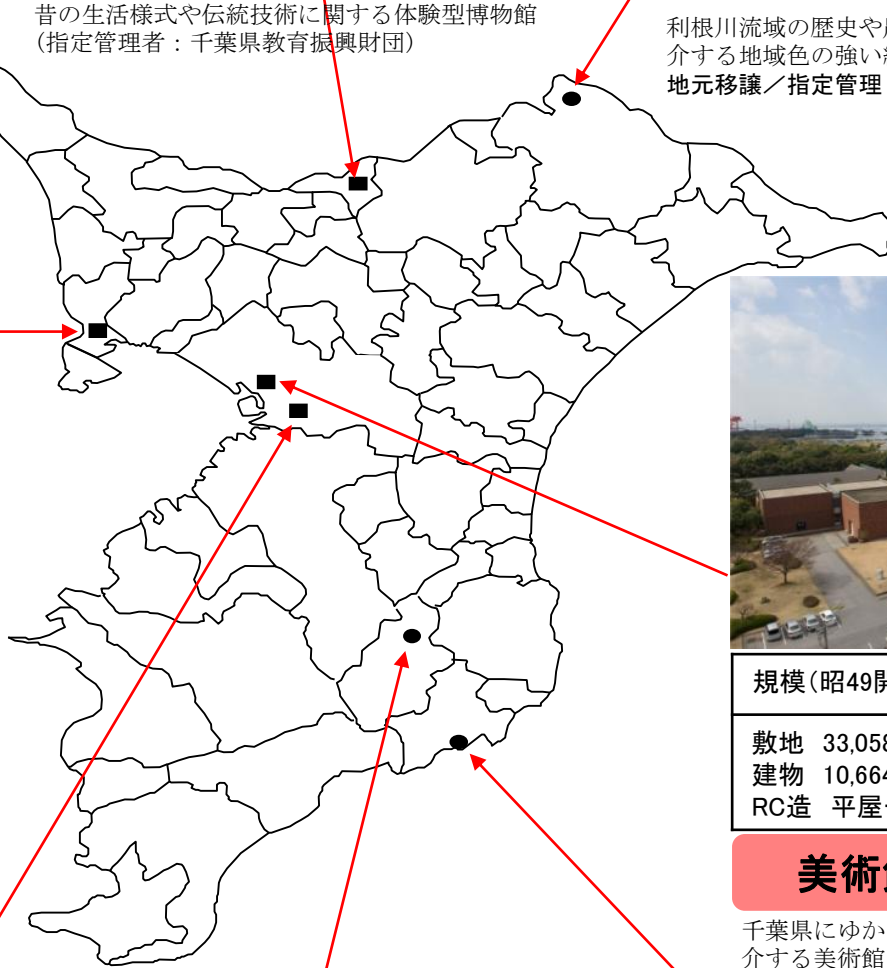 昔の生活様式や伝統技術に関する体験型博物館
（指定管理者：千葉県教育振興財団）
利根川流域の歴史や
介する地域色の強い
地元移譲／指定管理
規模（昭49開
敷地 33,058
建物 10,664
RC造 平屋
美術
千葉県にゆか
介する美術館